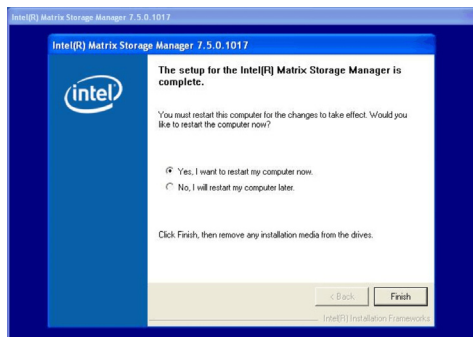 Intel(R) Matrix Storage Manager 7.5.0.1017
Intel(R) Matrix Storage Manager 7.5.0.1017
intel
The setup for the Intel(R) Matrix Storage Manager is
complete.
You must restart this computer for the changes to take effect. Would you
like to restart the computer now?
Yes, I want to restart my computer now.
No, I will restart my computer later.
Click Finish, then remove any installation media from the drives.
< Back
Finish
Intel(R) Installation Frameworks